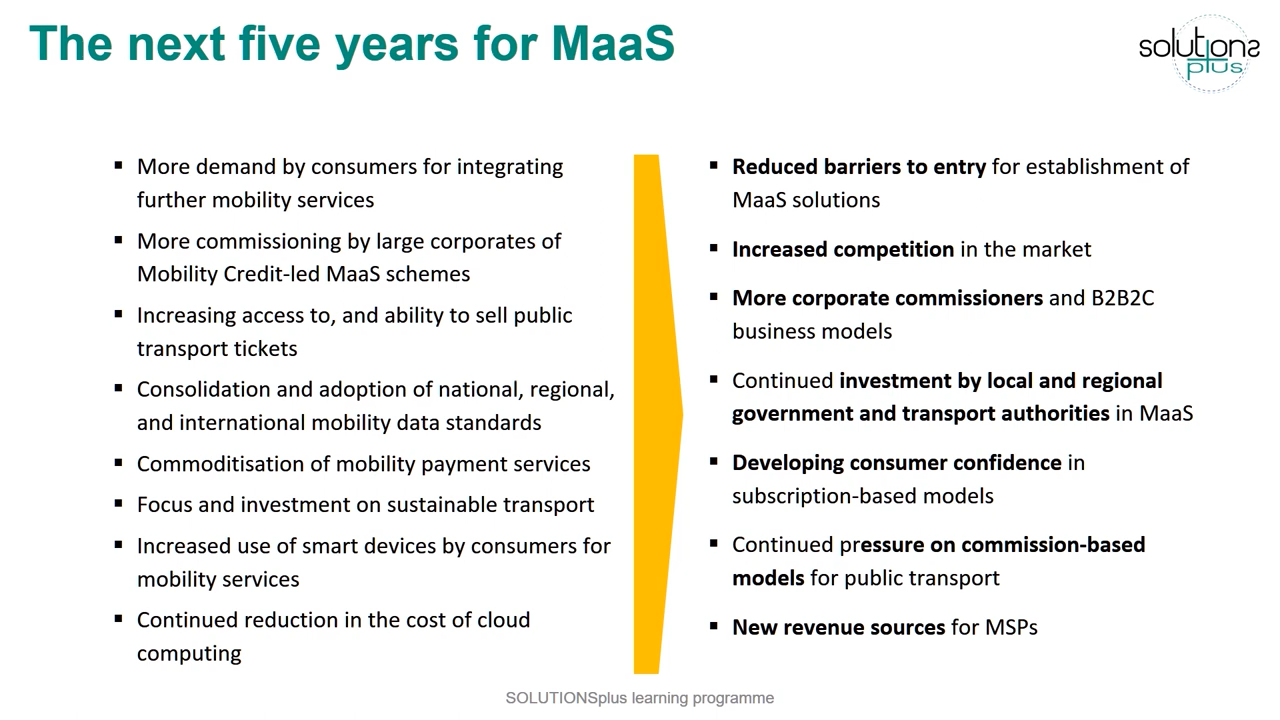 The next five years for MaaS
solutions
plus
▪ More demand by consumers for integrating
further mobility services
▪ More commissioning by large corporates of
Mobility Credit-led MaaS schemes
▪ Increasing access to, and ability to sell public
transport tickets
▪ Consolidation and adoption of national, regional,
and international mobility data standards
▪ Commoditisation of mobility payment services
▪ Focus and investment on sustainable transport
▪ Increased use of smart devices by consumers for
mobility services
▪ Continued reduction in the cost of cloud
computing
▪ Reduced barriers to entry for establishment of
MaaS solutions
▪ Increased competition in the market
▪ More corporate commissioners and B2B2C
business models
▪ Continued investment by local and regional
government and transport authorities in MaaS
▪ Developing consumer confidence in
subscription-based models
▪ Continued pressure on commission-based
models for public transport
▪ New revenue sources for MSPs
SOLUTIONSplus learning programme